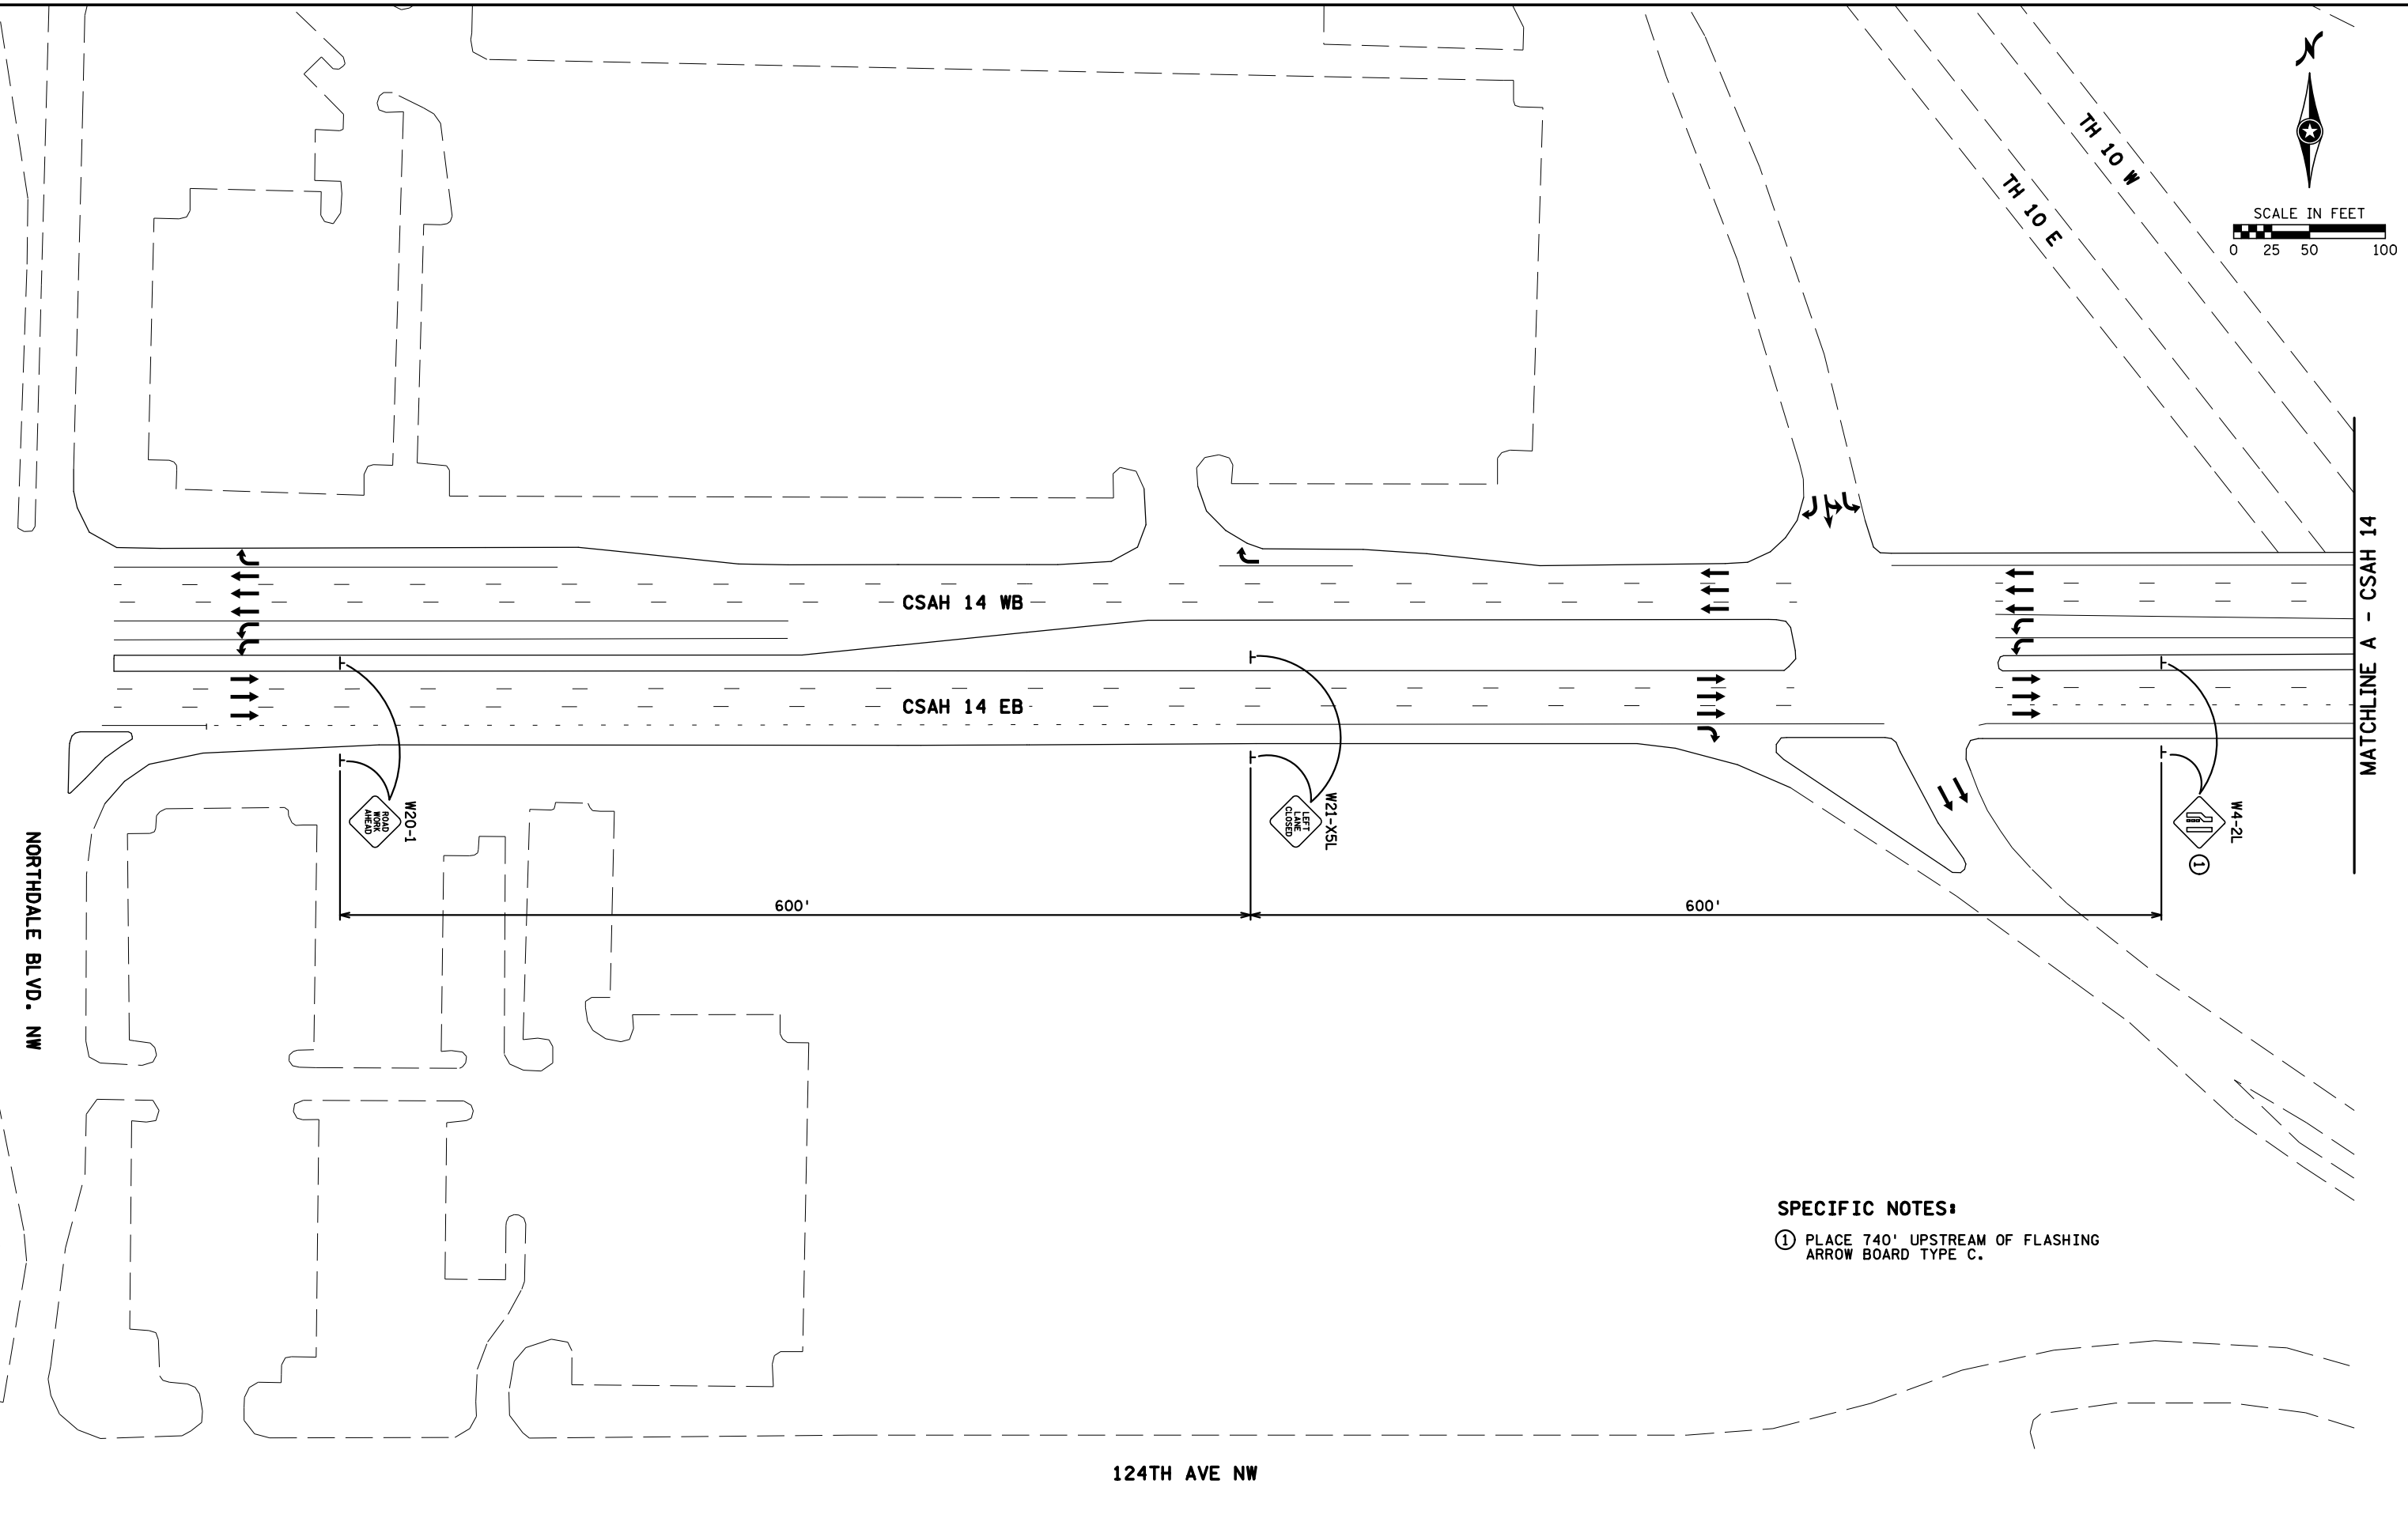 N
TH 10 W
TH 10 E
SCALE IN FEET
0 25 50 100
CSAH 14 WB
CSAH 14 EB
MATCHLINE A - CSAH 14
W20-1
ROAD
WORK
AHEAD
W21-X5L
LEFT
LANE
CLOSED
W4-2L
1
600'
600'
NORTHDALE BLVD. NW
SPECIFIC NOTES:
1 PLACE 740' UPSTREAM OF FLASHING
ARROW BOARD TYPE C.
124TH AVE NW